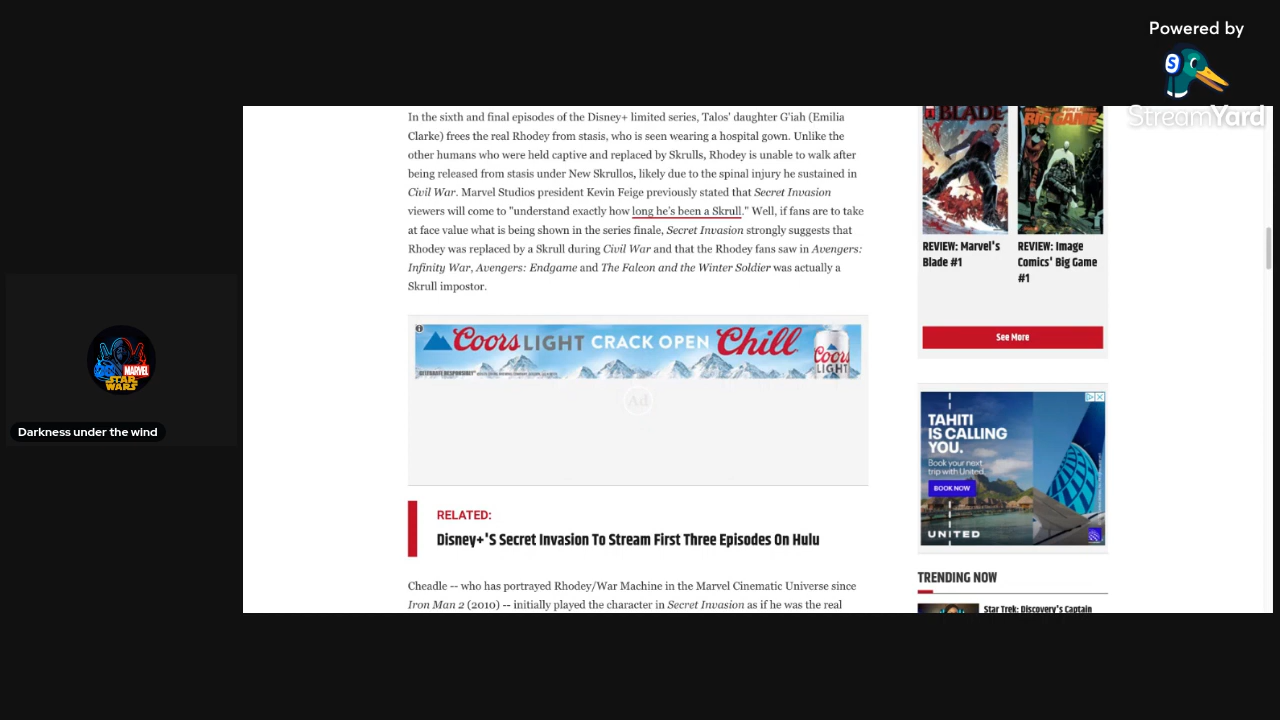 Powered by
S
StreamYard
In the sixth and final episodes of the Disney+ limited series, Talos' daughter G'iah (Emilia
Clarke) frees the real Rhodey from stasis, who is seen wearing a hospital gown. Unlike the
other humans who were held captive and replaced by Skrulls, Rhodey is unable to walk after
being released from stasis under New Skrullos, likely due to the spinal injury he sustained in
Civil War. Marvel Studios president Kevin Feige previously stated that Secret Invasion
viewers will come to "understand exactly how long he's been a Skrull." Well, if fans are to take
at face value what is being shown in the series finale, Secret Invasion strongly suggests that
Rhodey was replaced by a Skrull during Civil War and that the Rhodey fans saw in Avengers:
Infinity War, Avengers: Endgame and The Falcon and the Winter Soldier was actually a
Skrull impostor.
Coors LIGHT CRACK OPEN Chill
Coors
LIGHT
Ad
RELATED:
Disney+'S Secret Invasion To Stream First Three Episodes On Hulu
Cheadle -- who has portrayed Rhodey/War Machine in the Marvel Cinematic Universe since
Iron Man 2 (2010) -- initially played the character in Secret Invasion as if he was the real
BLADE
BIG GAME
REVIEW: Marvel's
Blade #1
REVIEW: Image
Comics' Big Game
#1
See More
TAHITI
IS CALLING
YOU.
Book your next
trip with United.
BOOK NOW
UNITED
TRENDING NOW
Star Trek: Discovery's Captain
MARVEL
STAR
WARS
Darkness under the wind